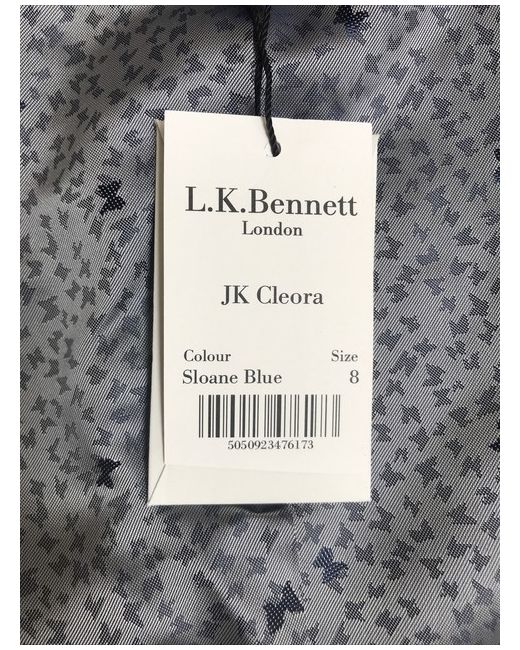 L.K.Bennett
London
JK Cleora
Colour Size
Sloane Blue 8
5050923476173